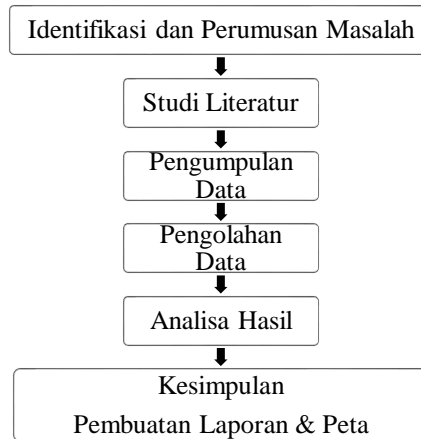 Identifikasi dan Perumusan Masalah
Studi Literatur
Pengumpulan
Data
Pengolahan
Data
Analisa Hasil
Kesimpulan
Pembuatan Laporan & Peta